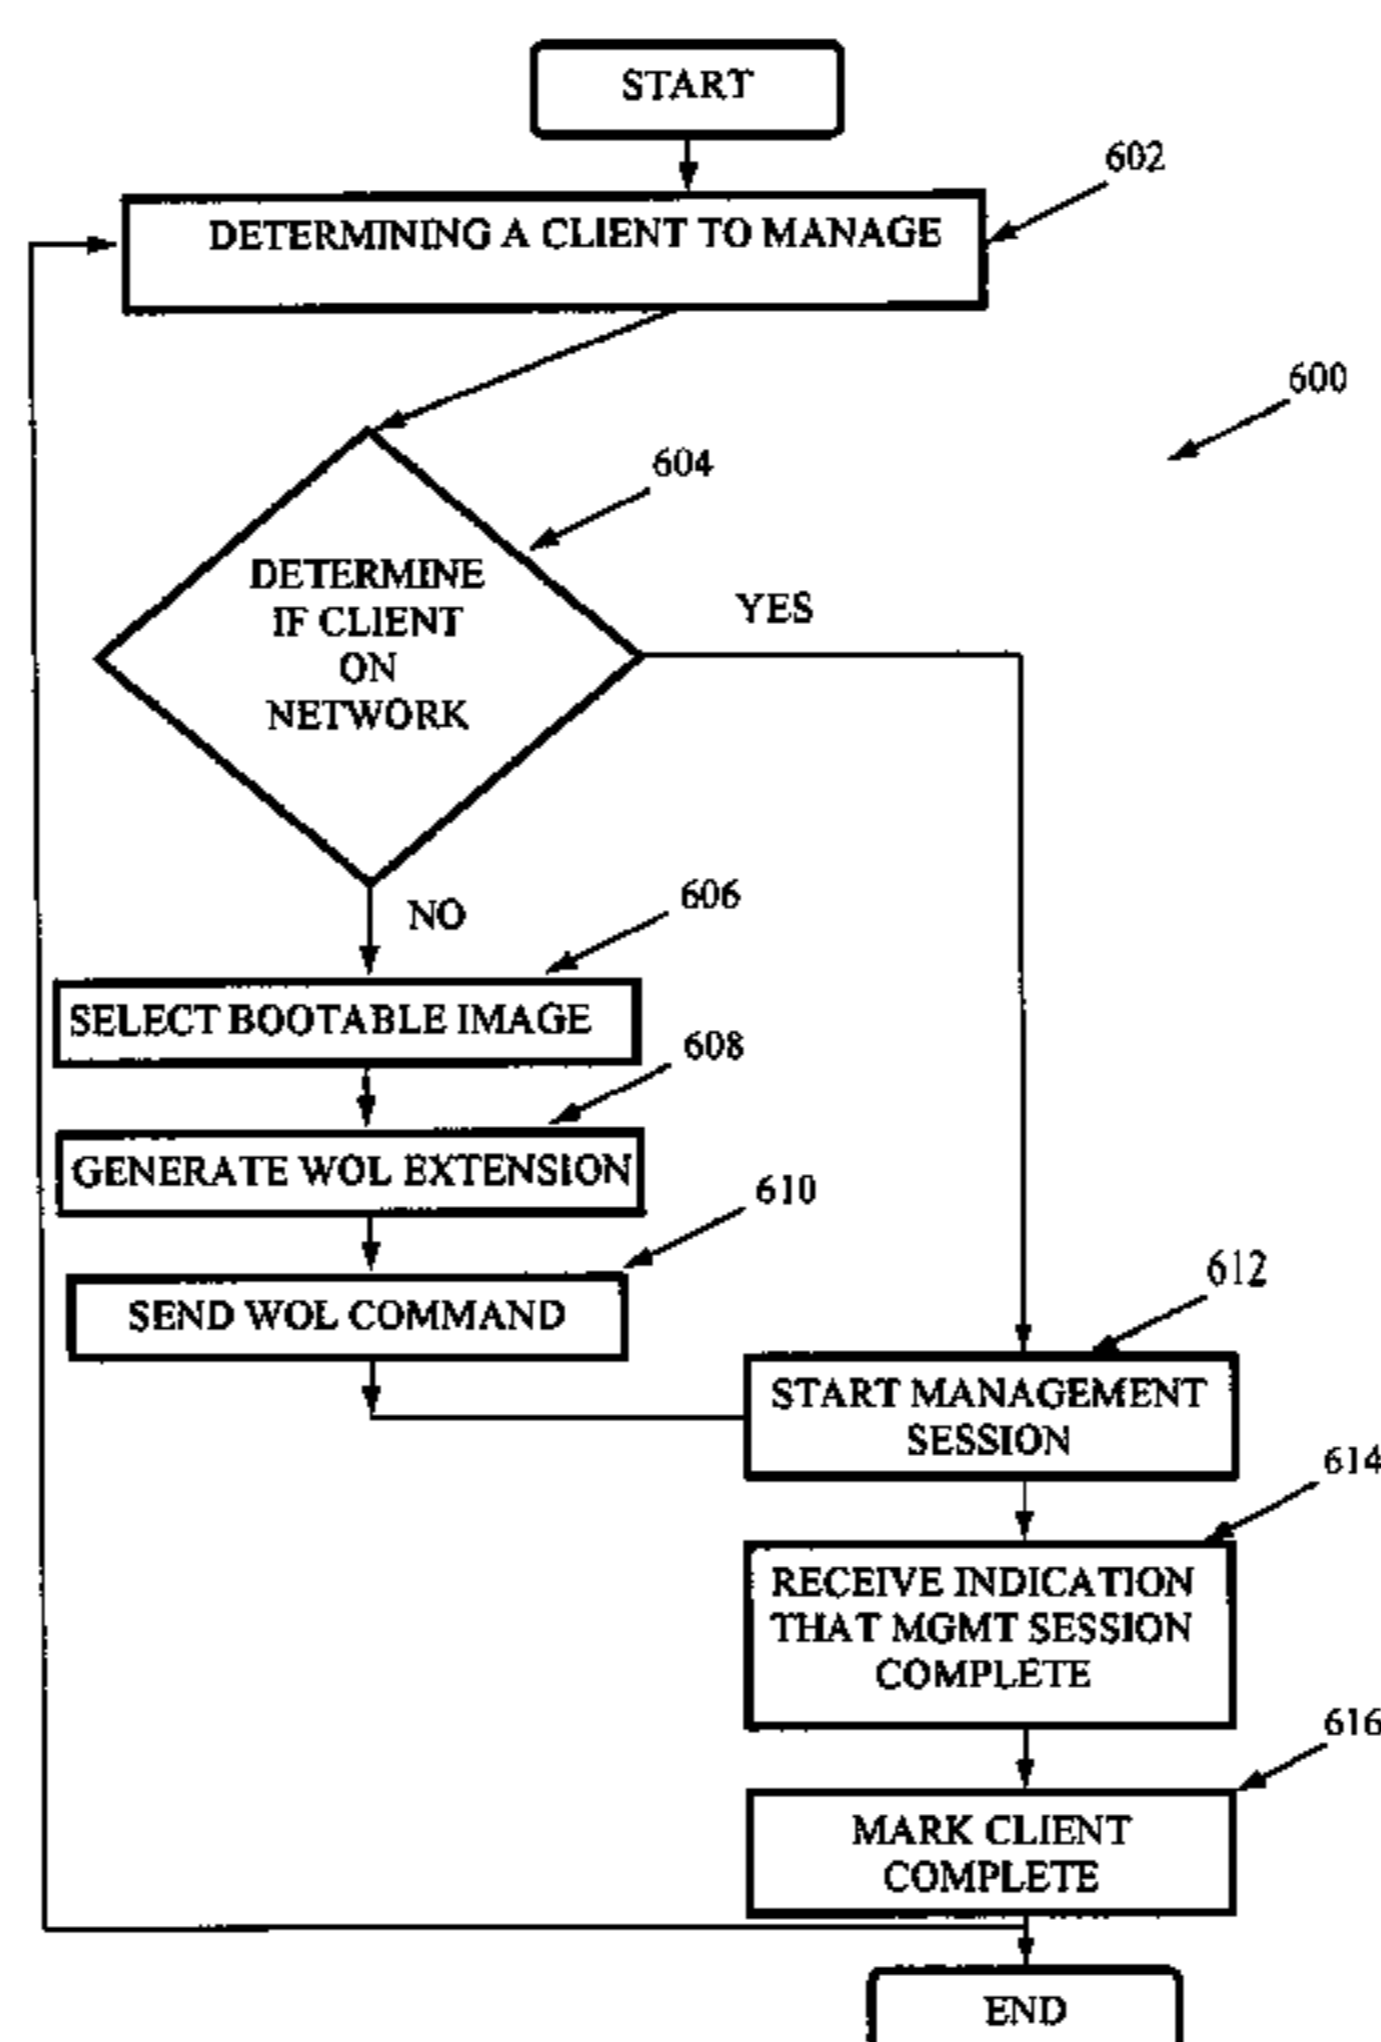 START
602
DETERMINING A CLIENT TO MANAGE
600
604
DETERMINE
IF CLIENT
ON
NETWORK
YES
NO
606
SELECT BOOTABLE IMAGE
608
GENERATE WOL EXTENSION
610
SEND WOL COMMAND
612
START MANAGEMENT
SESSION
614
RECEIVE INDICATION
THAT MGMT SESSION
COMPLETE
616
MARK CLIENT
COMPLETE
END